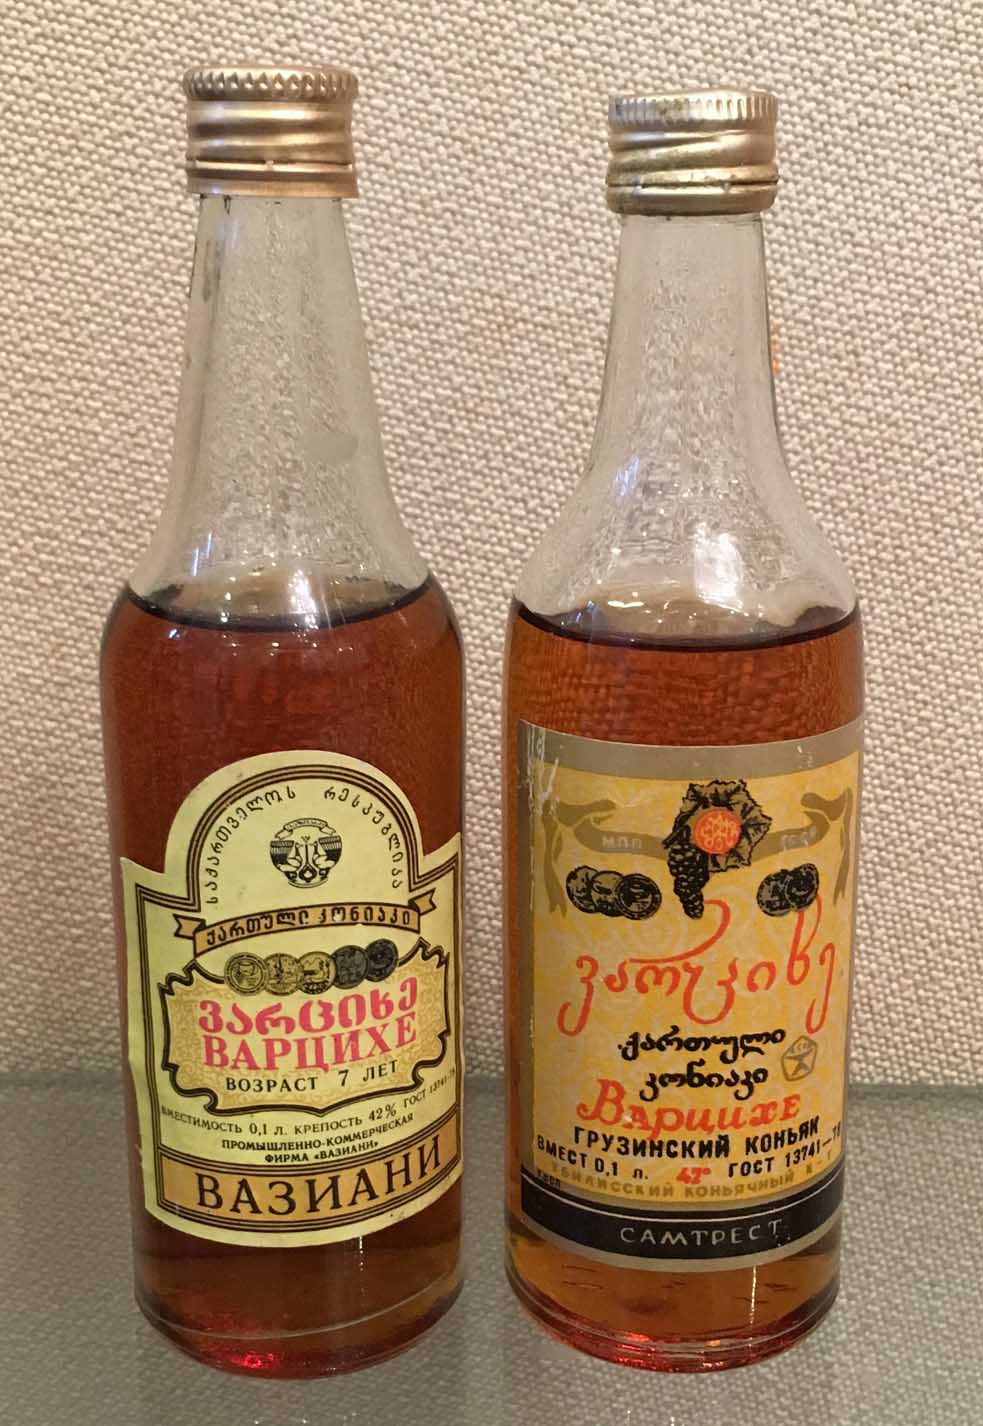 საქართველოს რესპუბლიკა
ქართული კონიაკი
ვარციხე
ВАРЦИХЕ
ВОЗРАСТ 7 ЛЕТ
ВМЕСТИМОСТЬ 0,1 Л. КРЕПОСТЬ 42% ГОСТ 13741-78
ПРОМЫШЛЕННО-КОММЕРЧЕСКАЯ
ФИРМА «ВАЗИАНИ»
ВАЗИАНИ
МПП
ვარციხე
ქართული
კონიაკი
Варцихе
ГРУЗИНСКИЙ КОНЬЯК
ВМЕСТ 0,1 л. 42° ГОСТ 13741-78
ТБИЛИССКИЙ КОНЬЯЧНЫЙ
САМТРЕСТ